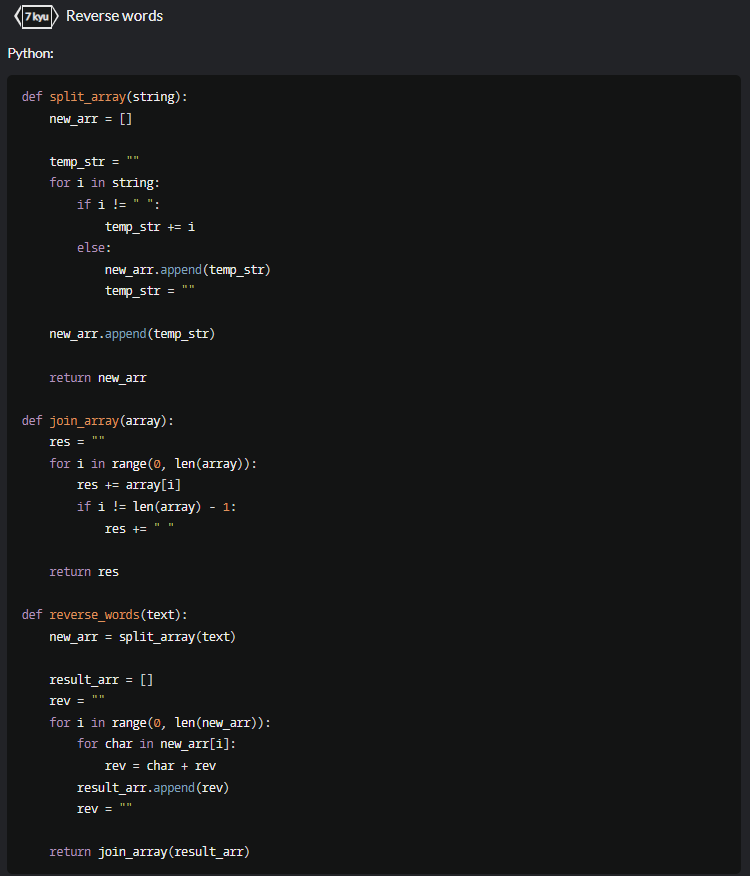 7 kyu Reverse words
Python:
def split_array(string):
    new_arr = []

    temp_str = ""
    for i in string:
        if i != " ":
            temp_str += i
        else:
            new_arr.append(temp_str)
            temp_str = ""

    new_arr.append(temp_str)

    return new_arr

def join_array(array):
    res = ""
    for i in range(0, len(array)):
        res += array[i]
        if i != len(array) - 1:
            res += " "

    return res

def reverse_words(text):
    new_arr = split_array(text)

    result_arr = []
    rev = ""
    for i in range(0, len(new_arr)):
        for char in new_arr[i]:
            rev = char + rev
        result_arr.append(rev)
        rev = ""

    return join_array(result_arr)